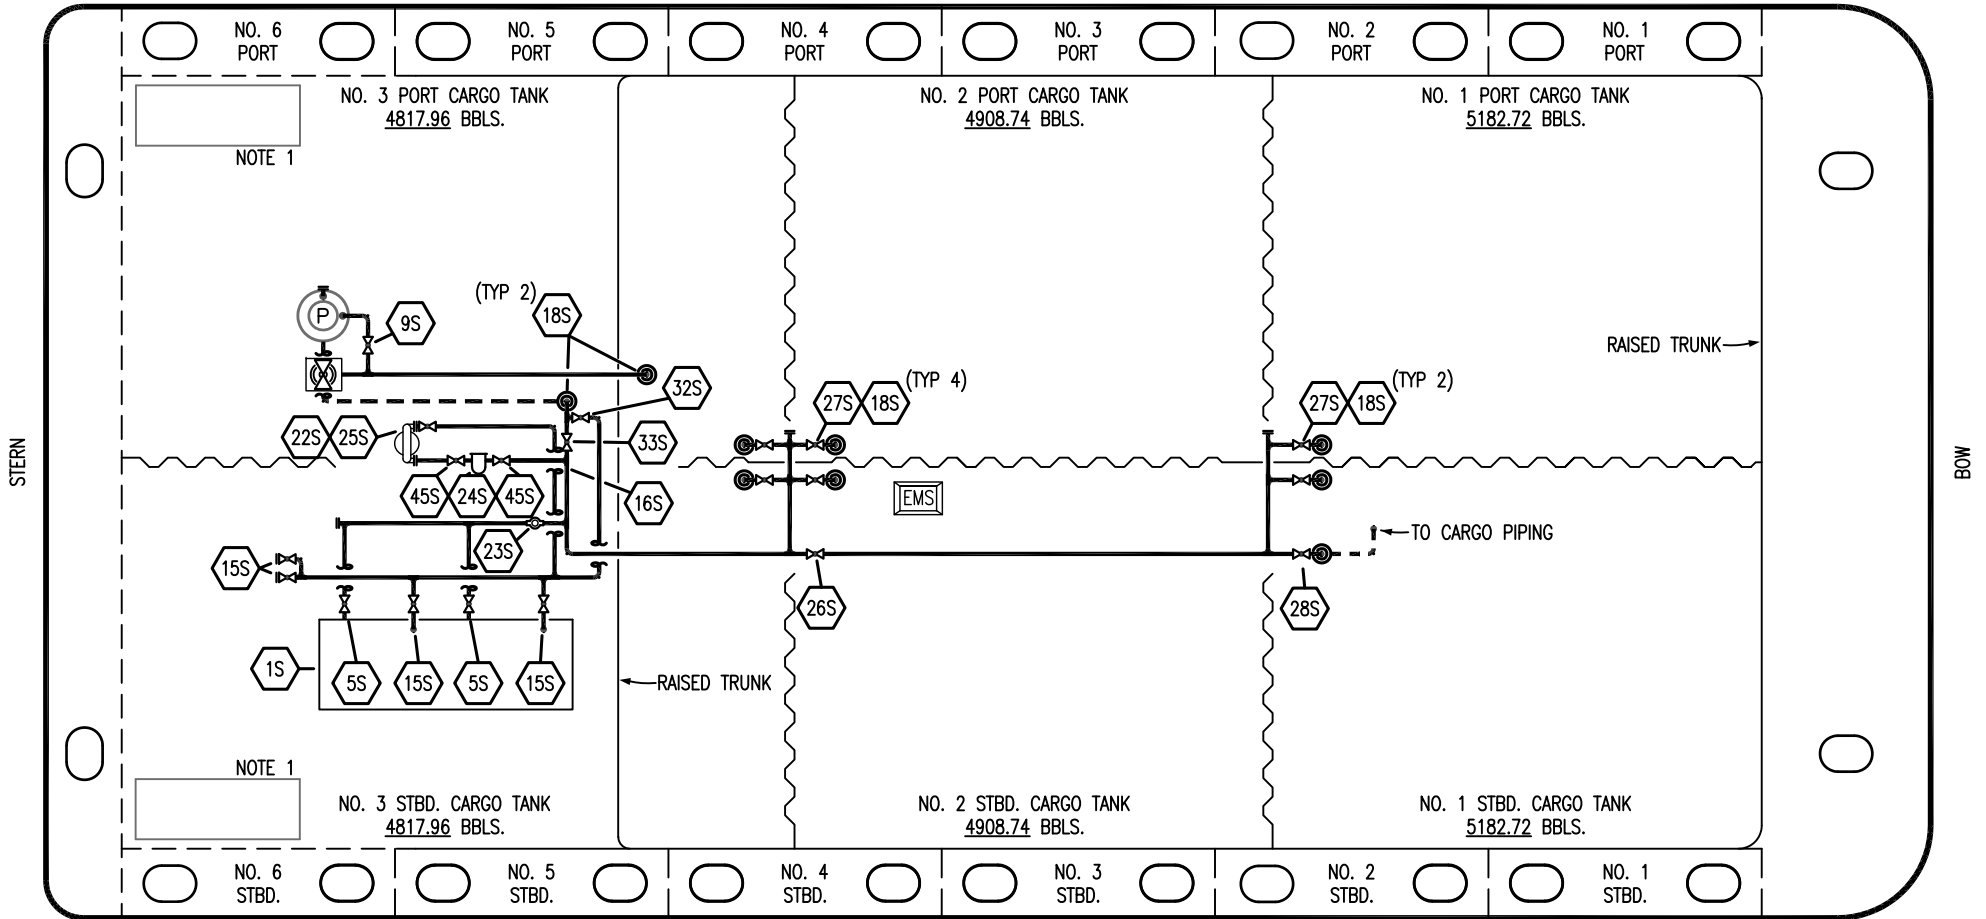 NO. 6
PORT
NO. 5
PORT
NO. 4
PORT
NO. 3
PORT
NO. 2
PORT
NO. 1
PORT
NO. 3 PORT CARGO TANK
4817.96 BBLS.
NO. 2 PORT CARGO TANK
4908.74 BBLS.
NO. 1 PORT CARGO TANK
5182.72 BBLS.
NOTE 1
(TYP 2)
18S
P
9S
RAISED TRUNK
32S
27S
18S
(TYP 4)
27S
18S
(TYP 2)
22S
25S
33S
STERN
BOW
45S
24S
45S
16S
EMS
23S
TO CARGO PIPING
15S
26S
28S
1S
5S
15S
5S
15S
RAISED TRUNK
NOTE 1
NO. 3 STBD. CARGO TANK
4817.96 BBLS.
NO. 2 STBD. CARGO TANK
4908.74 BBLS.
NO. 1 STBD. CARGO TANK
5182.72 BBLS.
NO. 6
STBD.
NO. 5
STBD.
NO. 4
STBD.
NO. 3
STBD.
NO. 2
STBD.
NO. 1
STBD.